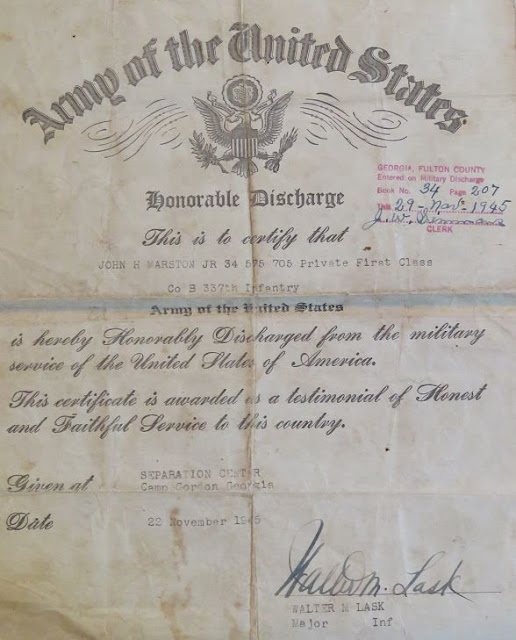 Army of the United States
Honorable Discharge
GEORGIA, FULTON COUNTY
Entered on Military Discharge
Book No. 34 Page 207
This 29 - Nov. 1945
J. W.
CLERK
This is to certify that
JOHN H MARSTON JR 34 575 705 Private First Class
Co B 337th Infantry
Army of the United States
is hereby Honorably Discharged from the military
service of the United States of America.
This certificate is awarded as a testimonial of Honest
and Faithful Service to this country.
Given at SEPARATION CENTER
Camp Gordon Georgia
Date 22 November 1945
Walter M. Lask
WALTER M LASK
Major Inf